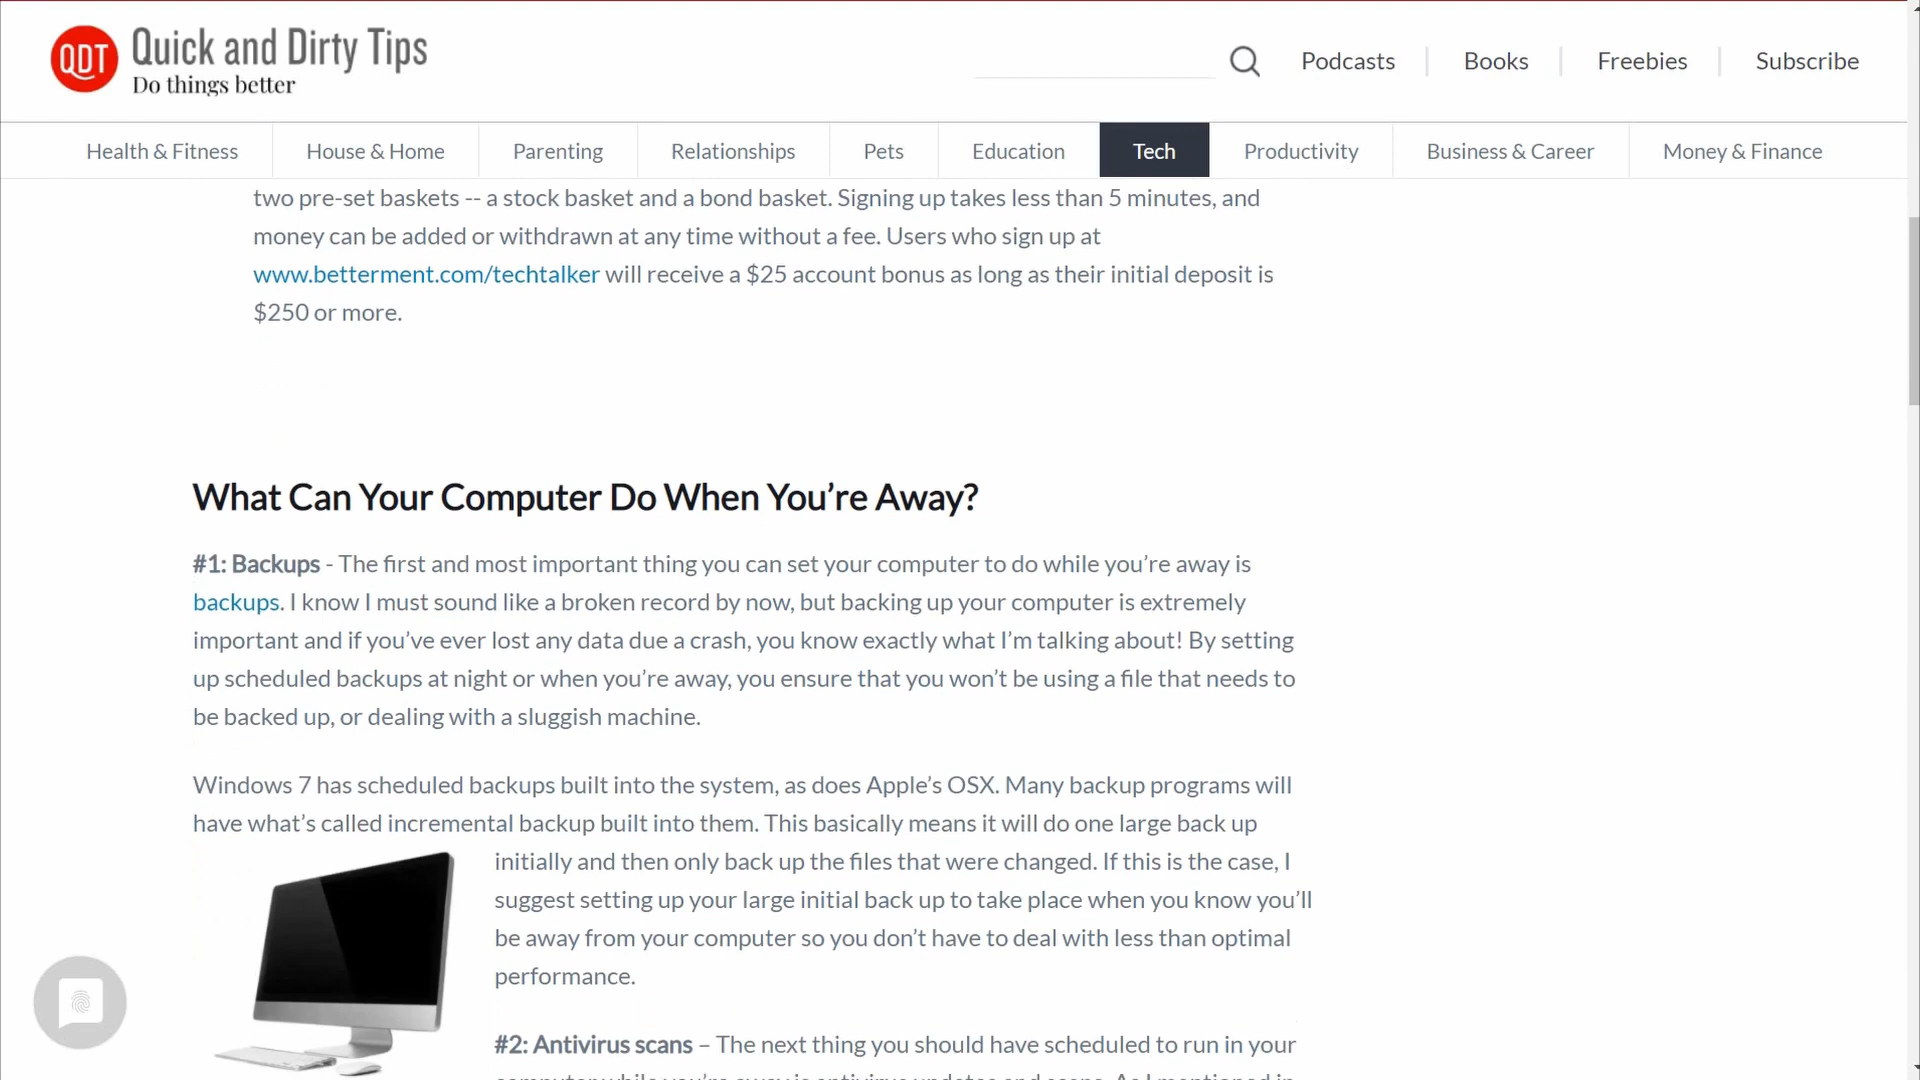 QDT
Quick and Dirty Tips
Do things better
Podcasts
Books
Freebies
Subscribe
Health & Fitness
House & Home
Parenting
Relationships
Pets
Education
Tech
Productivity
Business & Career
Money & Finance
two pre-set baskets -- a stock basket and a bond basket. Signing up takes less than 5 minutes, and
money can be added or withdrawn at any time without a fee. Users who sign up at
www.betterment.com/techtalker will receive a $25 account bonus as long as their initial deposit is
$250 or more.
What Can Your Computer Do When You’re Away?
#1: Backups - The first and most important thing you can set your computer to do while you’re away is
backups. I know I must sound like a broken record by now, but backing up your computer is extremely
important and if you’ve ever lost any data due a crash, you know exactly what I’m talking about! By setting
up scheduled backups at night or when you’re away, you ensure that you won’t be using a file that needs to
be backed up, or dealing with a sluggish machine.
Windows 7 has scheduled backups built into the system, as does Apple’s OSX. Many backup programs will
have what’s called incremental backup built into them. This basically means it will do one large back up
initially and then only back up the files that were changed. If this is the case, I
suggest setting up your large initial back up to take place when you know you’ll
be away from your computer so you don’t have to deal with less than optimal
performance.
#2: Antivirus scans – The next thing you should have scheduled to run in your